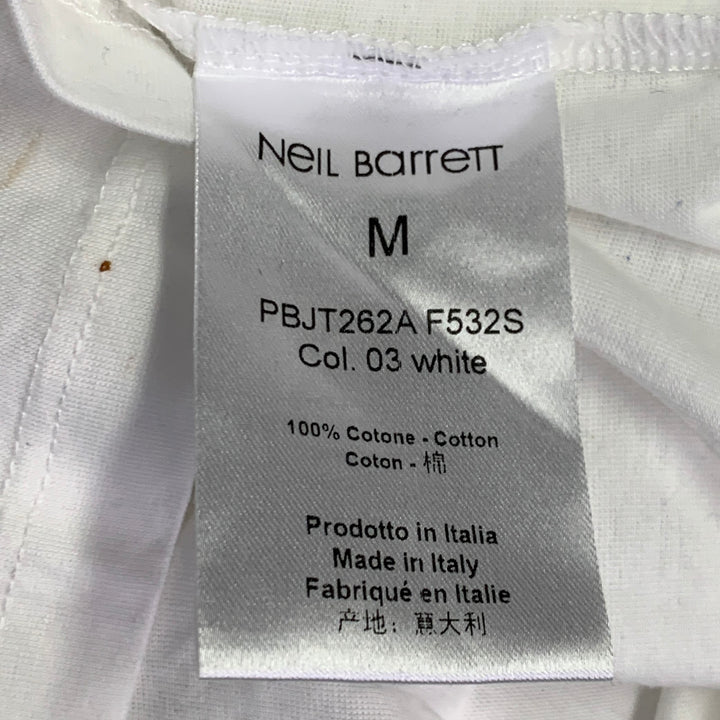 Neil Barrett
M
PBJT262A F532S
Col. 03 white
100% Cotone - Cotton
Coton - 棉
Prodotto in Italia
Made in Italy
Fabriqué en Italie
产地: 意大利